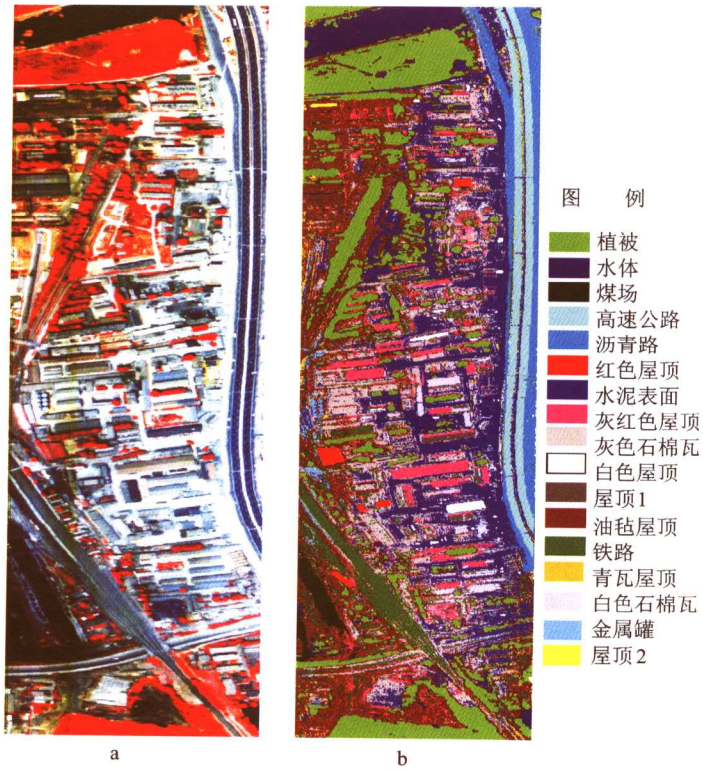 图 例
植被
水体
煤场
高速公路
沥青路
红色屋顶
水泥表面
灰红色屋顶
灰色石棉瓦
白色屋顶
屋顶1
油毡屋顶
铁路
青瓦屋顶
白色石棉瓦
金属罐
屋顶2
a b